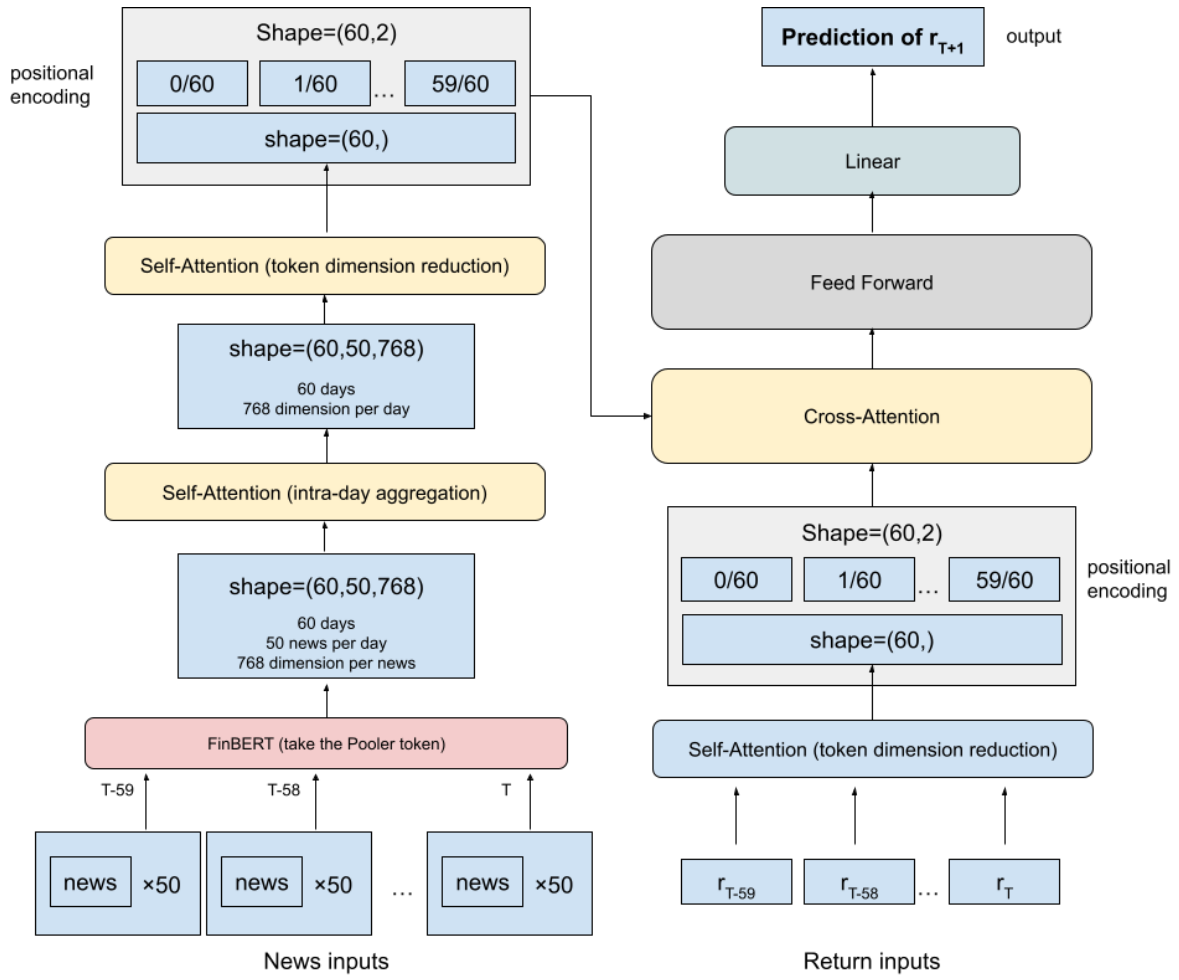 Shape=(60,2)
positional
encoding
0/60
1/60
...
59/60
shape=(60,)
Self-Attention (token dimension reduction)
shape=(60,50,768)
60 days
768 dimension per day
Self-Attention (intra-day aggregation)
shape=(60,50,768)
60 days
50 news per day
768 dimension per news
FinBERT (take the Pooler token)
T-59
T-58
T
news ×50
news ×50
...
news ×50
News inputs
Prediction of r_{T+1}
output
Linear
Feed Forward
Cross-Attention
Shape=(60,2)
0/60
1/60
...
59/60
positional
encoding
shape=(60,)
Self-Attention (token dimension reduction)
r_{T-59}
r_{T-58}
...
r_T
Return inputs